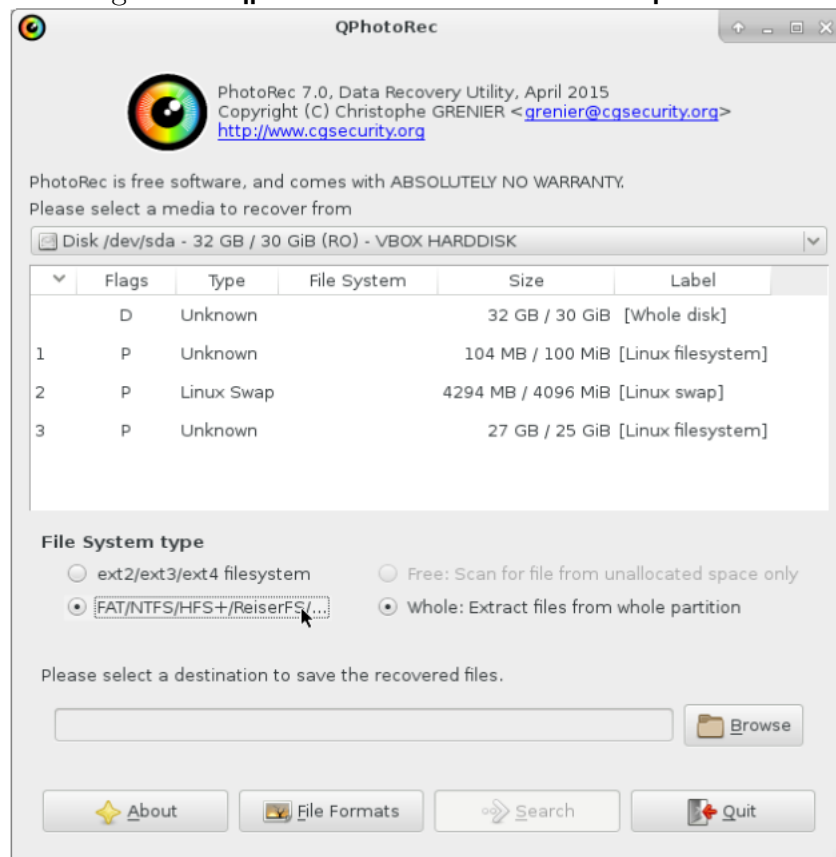 QPhotoRec
PhotoRec 7.0, Data Recovery Utility, April 2015
Copyright (C) Christophe GRENIER <grenier@cgsecurity.org>
http://www.cgsecurity.org
PhotoRec is free software, and comes with ABSOLUTELY NO WARRANTY.
Please select a media to recover from
Disk /dev/sda - 32 GB / 30 GiB (RO) - VBOX HARDDISK
Flags Type File System Size Label
D Unknown 32 GB / 30 GiB [Whole disk]
1 P Unknown 104 MB / 100 MiB [Linux filesystem]
2 P Linux Swap 4294 MB / 4096 MiB [Linux swap]
3 P Unknown 27 GB / 25 GiB [Linux filesystem]
File System type
ext2/ext3/ext4 filesystem Free: Scan for file from unallocated space only
FAT/NTFS/HFS+/ReiserFS/... Whole: Extract files from whole partition
Please select a destination to save the recovered files.
Browse
About File Formats Search Quit